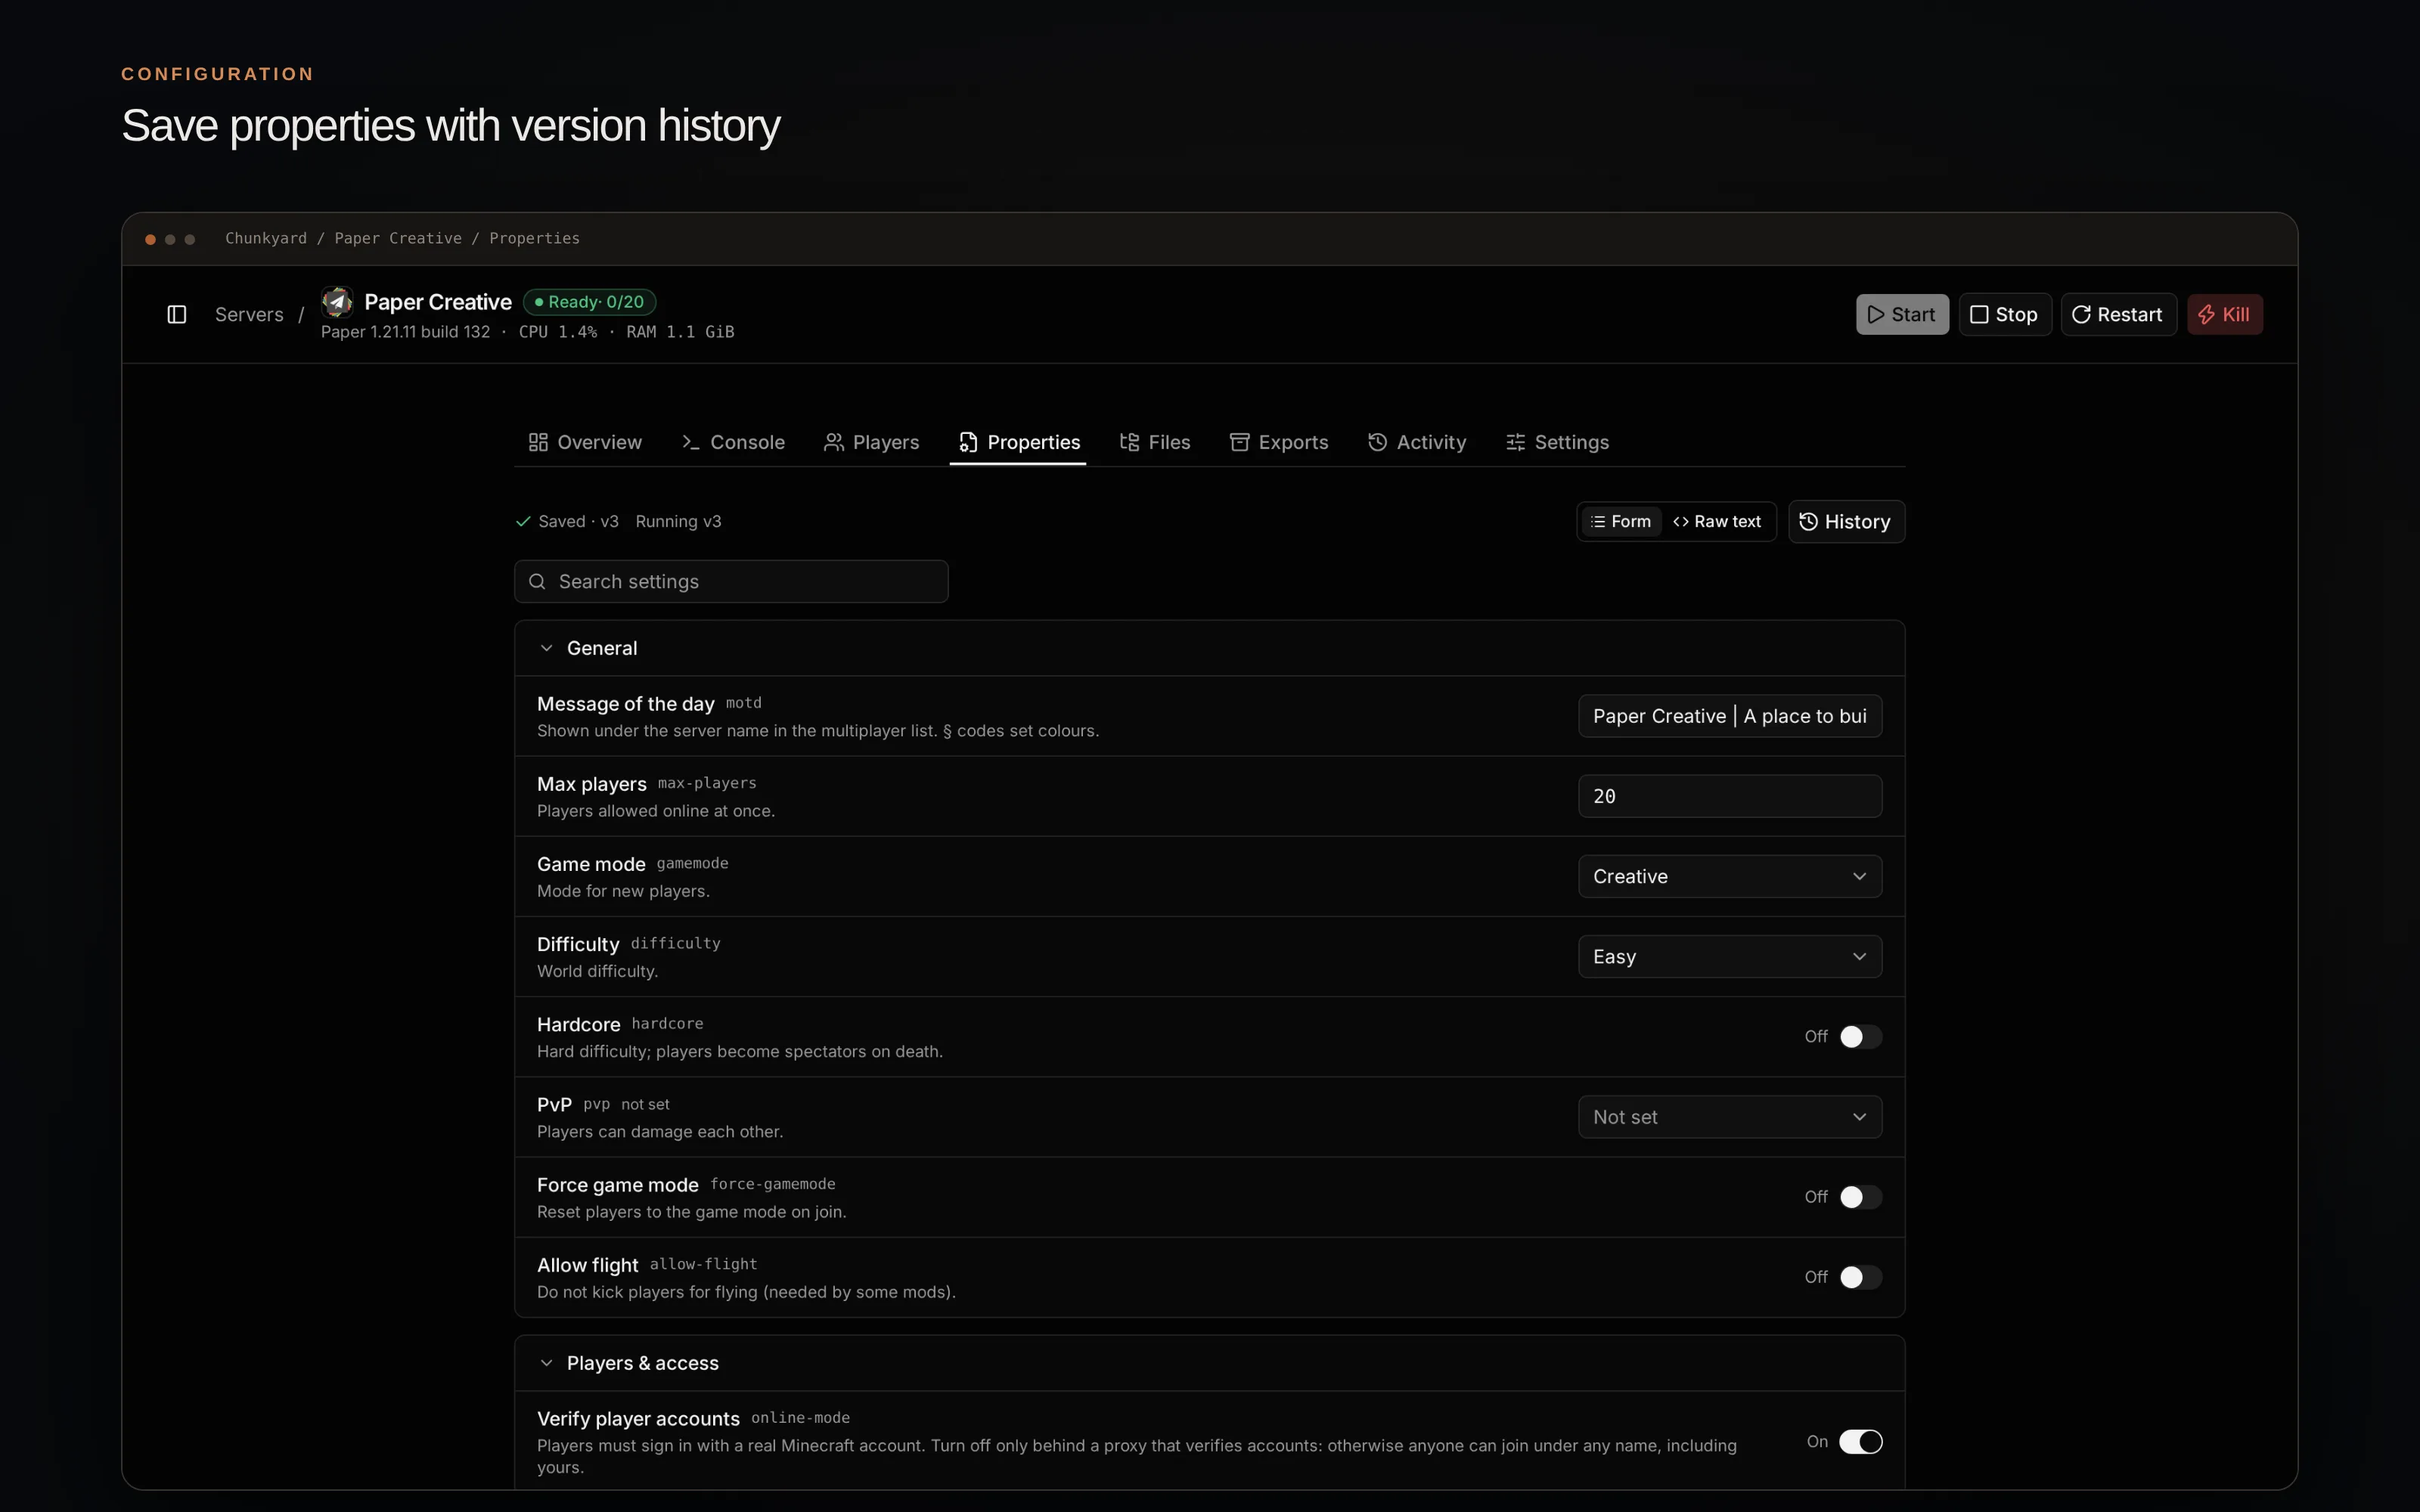 CONFIGURATION
Save properties with version history
Chunkyard / Paper Creative / Properties
Servers / Paper Creative Ready· 0/20
Paper 1.21.11 build 132 · CPU 1.4% · RAM 1.1 GiB
Start Stop Restart Kill
Overview Console Players Properties Files Exports Activity Settings
Saved · v3 Running v3 Form Raw text History
Search settings
General
Message of the day motd
Shown under the server name in the multiplayer list. § codes set colours.
Paper Creative | A place to bui
Max players max-players
Players allowed online at once.
20
Game mode gamemode
Mode for new players.
Creative
Difficulty difficulty
World difficulty.
Easy
Hardcore hardcore
Hard difficulty; players become spectators on death.
Off
PvP pvp not set
Players can damage each other.
Not set
Force game mode force-gamemode
Reset players to the game mode on join.
Off
Allow flight allow-flight
Do not kick players for flying (needed by some mods).
Off
Players & access
Verify player accounts online-mode
Players must sign in with a real Minecraft account. Turn off only behind a proxy that verifies accounts: otherwise anyone can join under any name, including
yours.
On